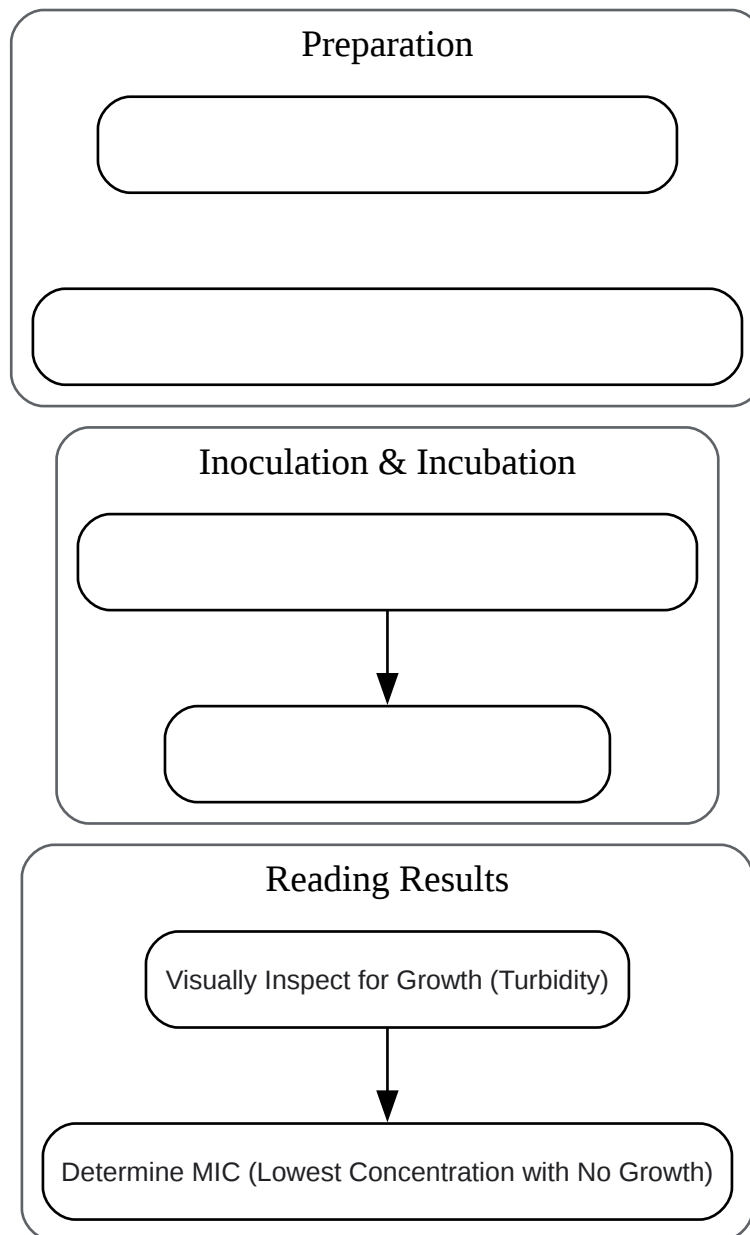 Preparation
Inoculation & Incubation
Reading Results
Visually Inspect for Growth (Turbidity)
Determine MIC (Lowest Concentration with No Growth)